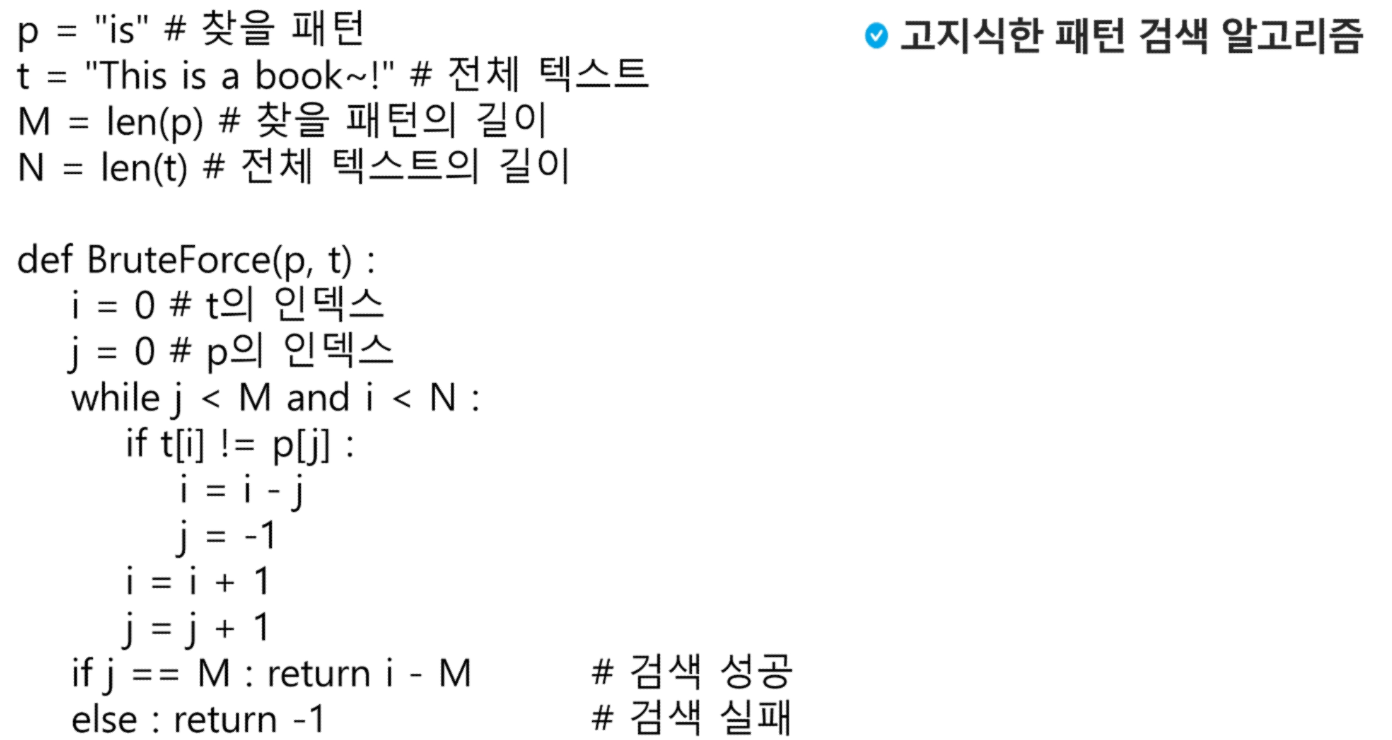 고지식한 패턴 검색 알고리즘
p = "is" # 찾을 패턴
t = "This is a book~!" # 전체 텍스트
M = len(p) # 찾을 패턴의 길이
N = len(t) # 전체 텍스트의 길이
def BruteForce(p, t) :
i = 0 # t의 인덱스
j = 0 # p의 인덱스
while j < M and i < N :
if t[i] != p[j] :
i = i - j
j = -1
i = i + 1
j = j + 1
if j == M : return i - M # 검색 성공
else : return -1 # 검색 실패